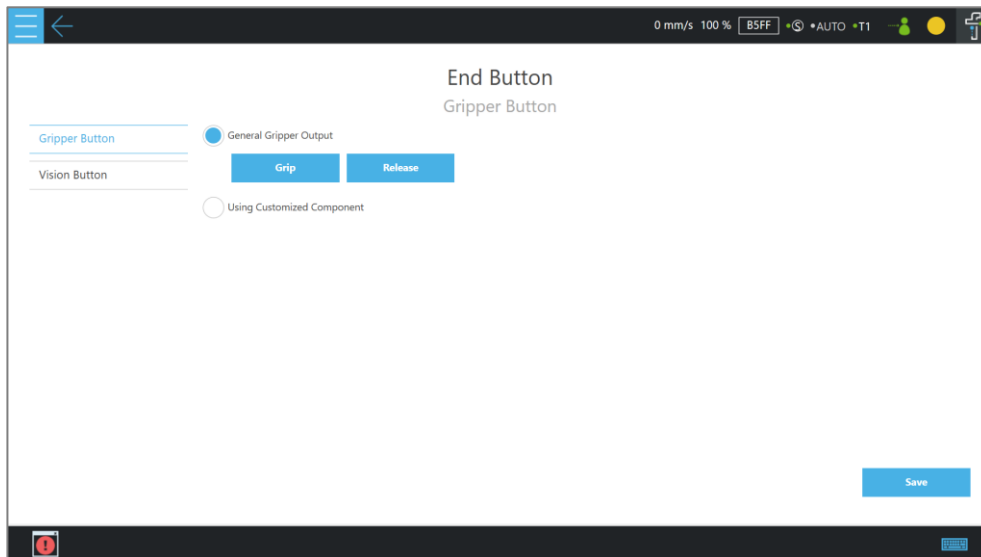 0 mm/s 100 % B5FF •Ⓢ •AUTO •T1
End Button
Gripper Button
Gripper Button
General Gripper Output
Grip Release
Vision Button
Using Customized Component
Save